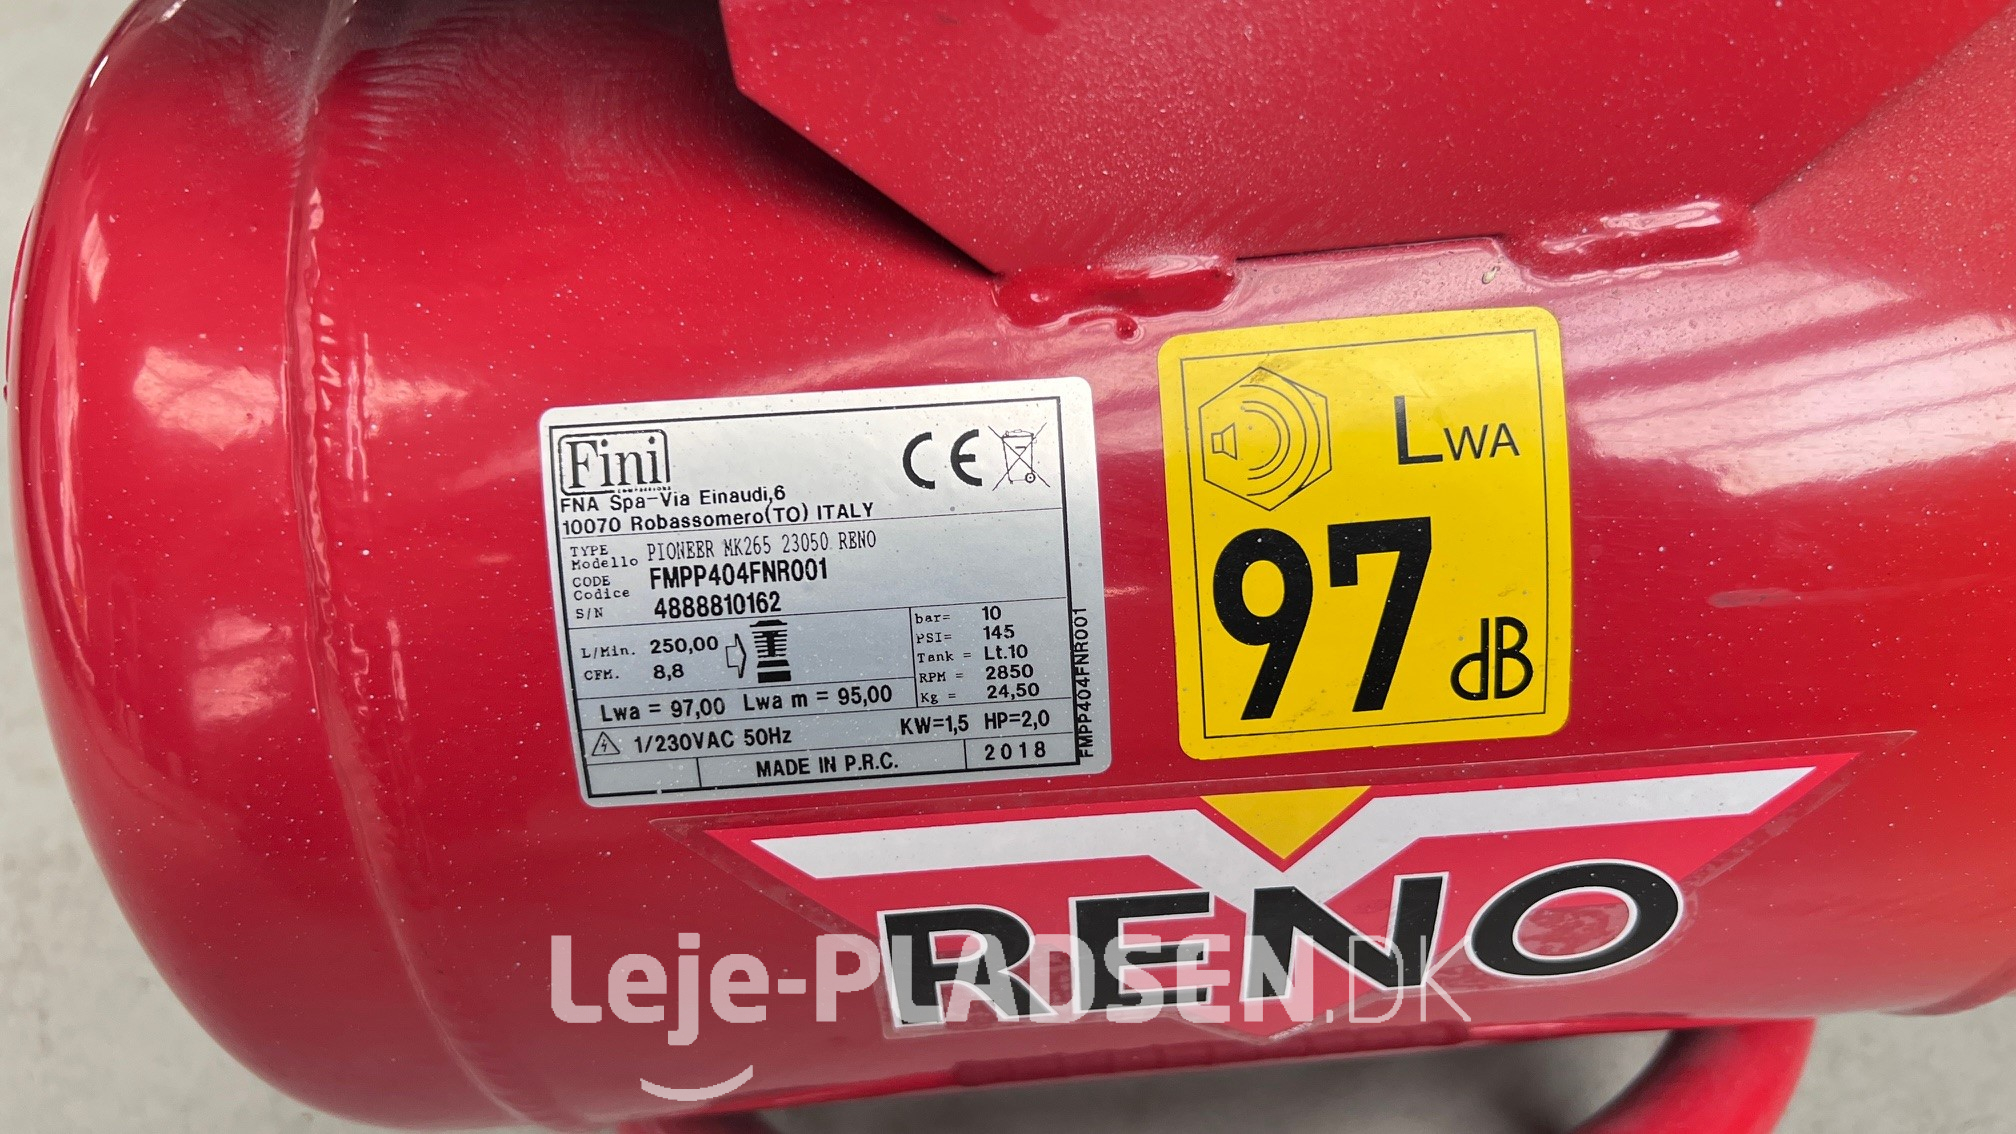 Fini
CE
FNA Spa-Via Einaudi,6
10070 Robassomero(TO) ITALY
TYPE
Modello PIONEER MK265 23050 RENO
CODE
Codice FMPP404FNR001
S/N 4888810162
L/Min. 250,00
CFM. 8,8
bar= 10
PSI= 145
Tank = Lt.10
RPM = 2850
Kg = 24,50
Lwa = 97,00 Lwa m = 95,00
1/230VAC 50Hz KW=1,5 HP=2,0
MADE IN P.R.C. 2018
FMPP404FNR001
LWA
97
dB
RENO
Leje-PLADSEN.DK